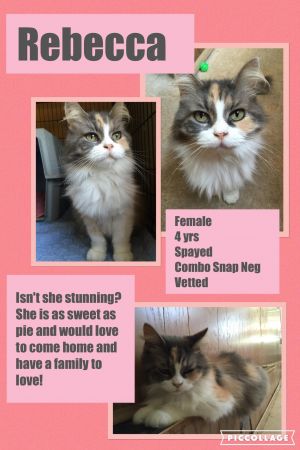 Rebecca
Female
4 yrs
Spayed
Combo Snap Neg
Vetted
Isn't she stunning?
She is as sweet as
pie and would love
to come home and
have a family to
love!
PICCOLLAGE